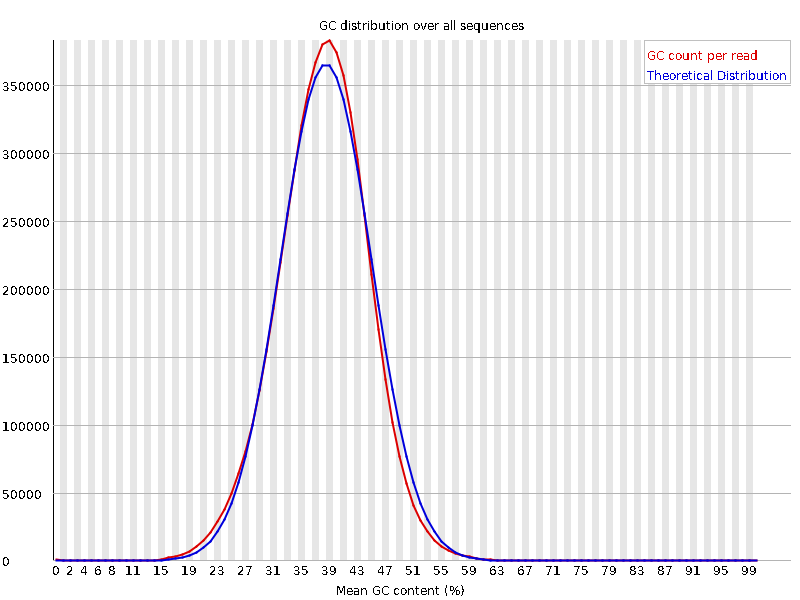 GC distribution over all sequences
GC count per read
Theoretical Distribution
350000
300000
250000
200000
150000
100000
50000
0
0 2 4 6 8 11 15 19 23 27 31 35 39 43 47 51 55 59 63 67 71 75 79 83 87 91 95 99
Mean GC content (%)